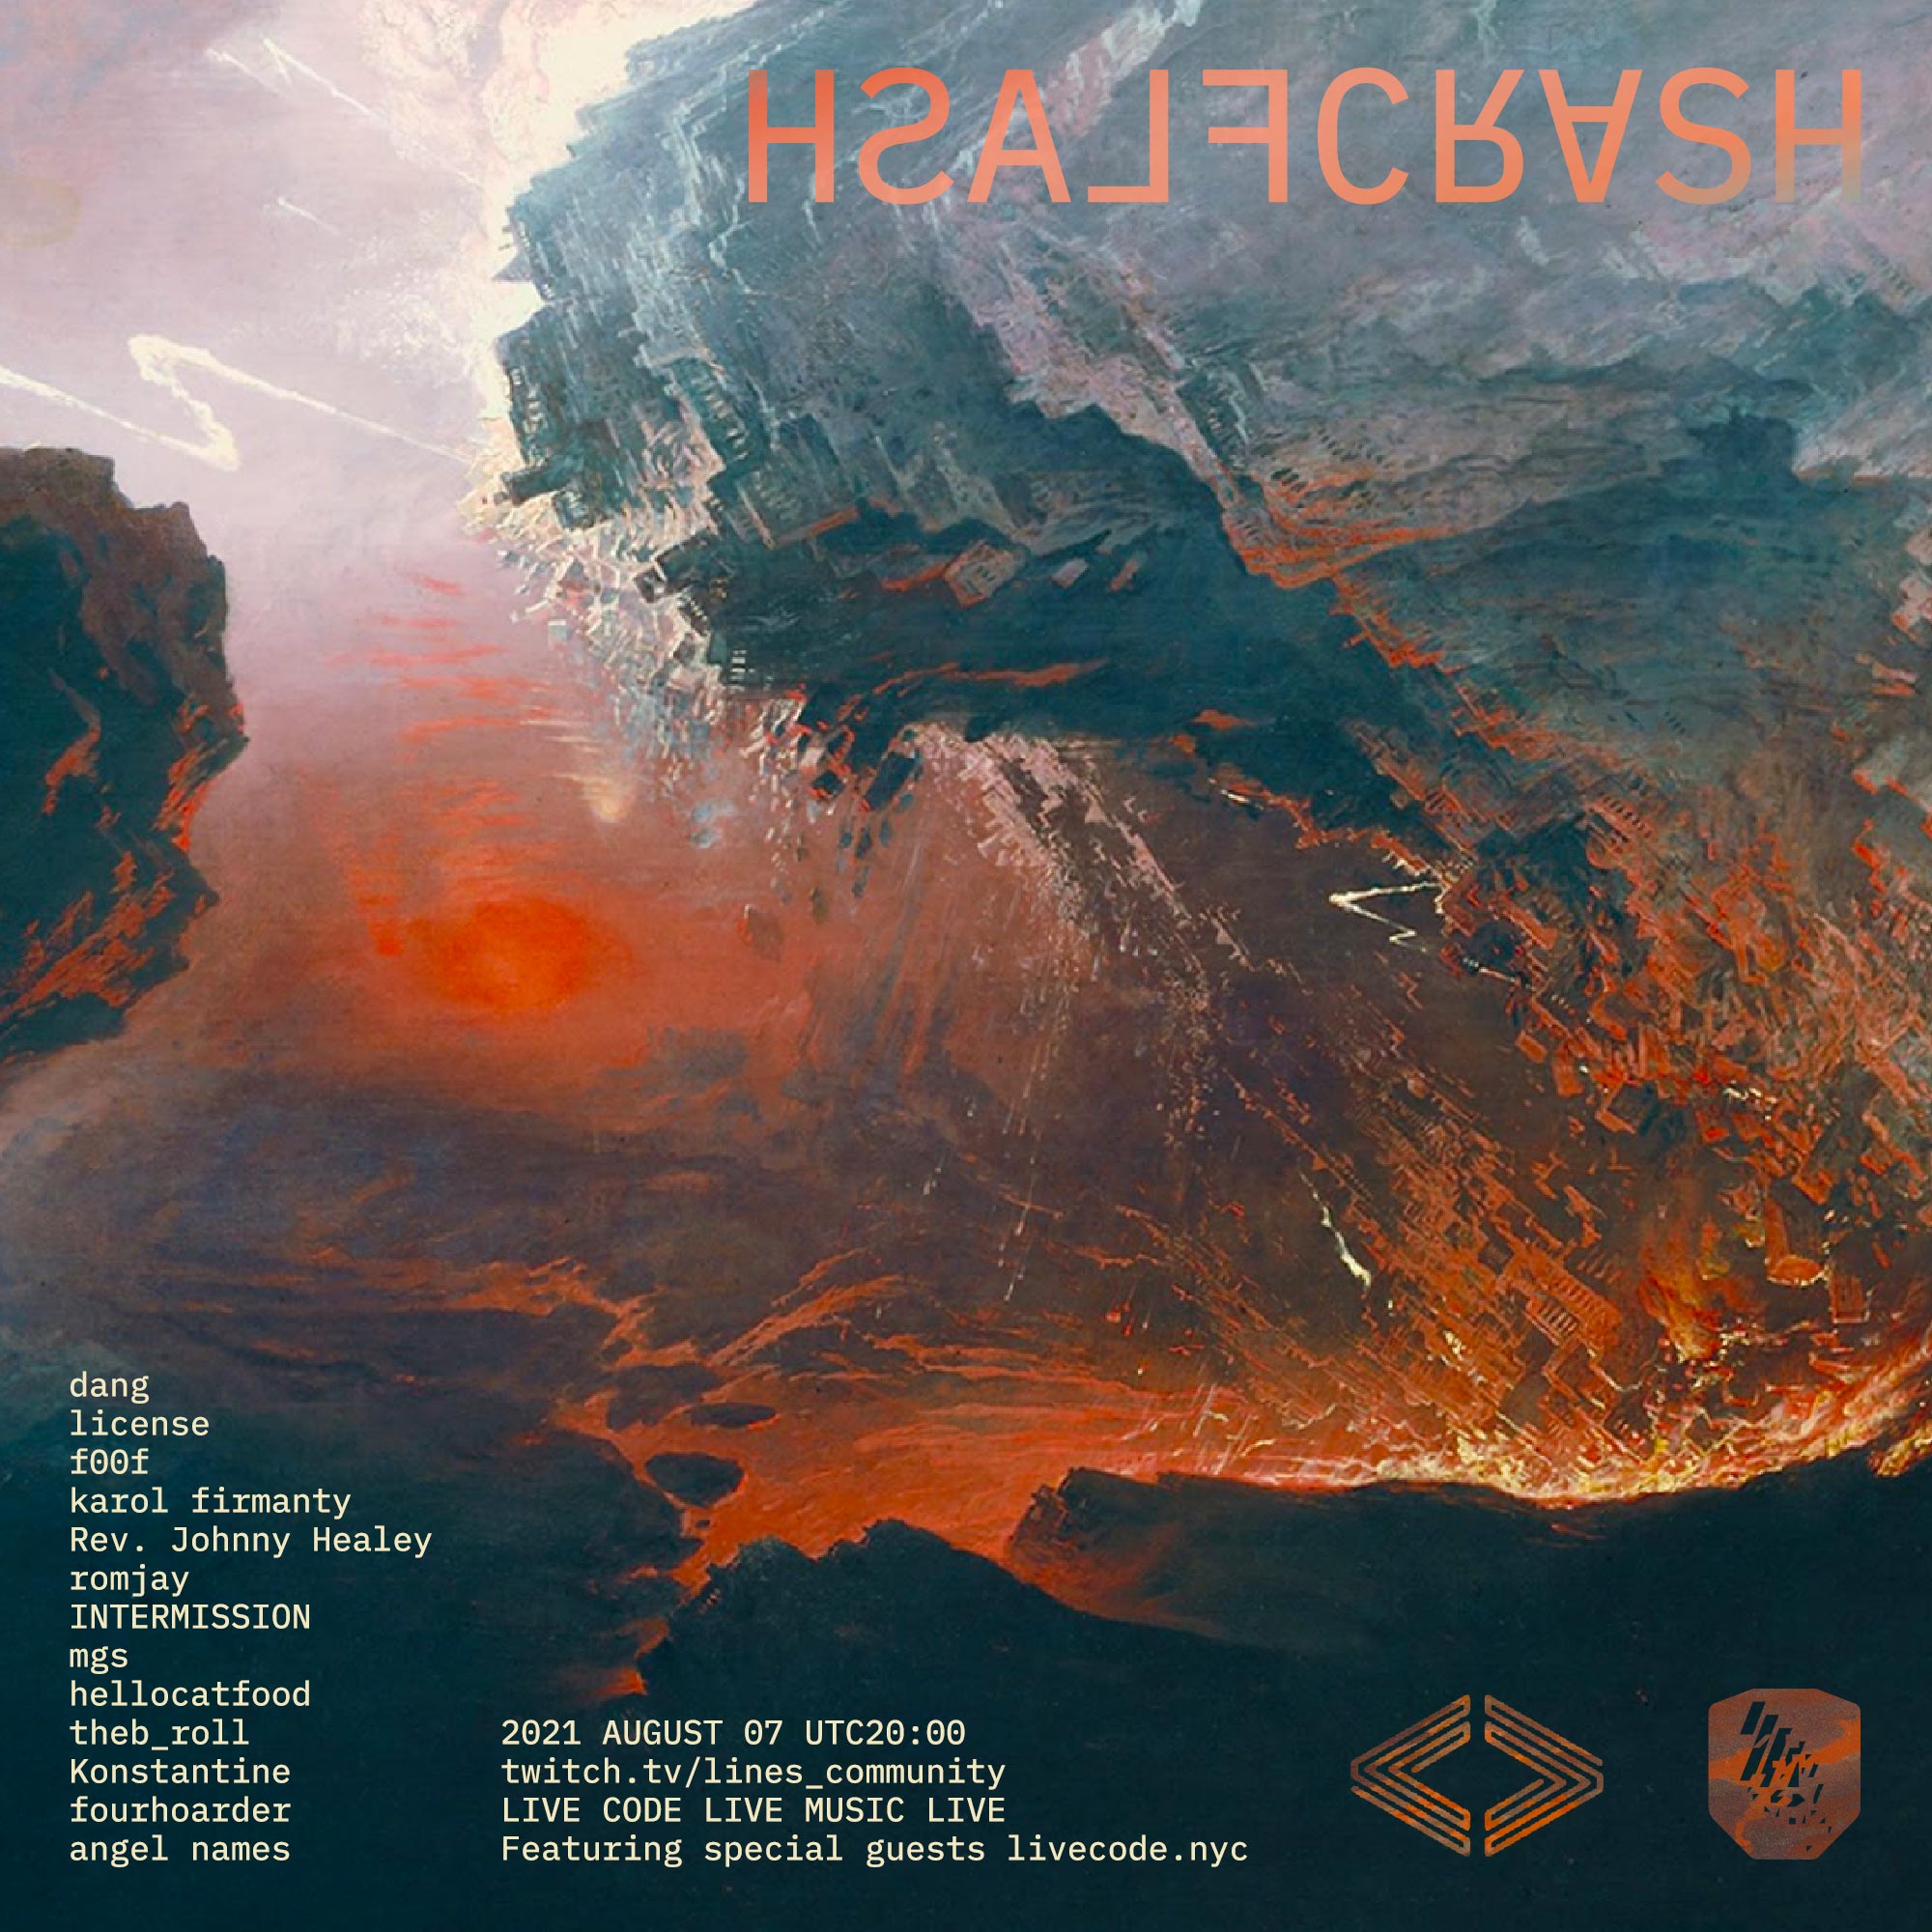 HSALFCRASH
dang
license
f00f
karol firmanty
Rev. Johnny Healey
romjay
INTERMISSION
mgs
hellocatfood
theb_roll
Konstantine
fourhoarder
angel names
2021 AUGUST 07 UTC20:00
twitch.tv/lines_community
LIVE CODE LIVE MUSIC LIVE
Featuring special guests livecode.nyc